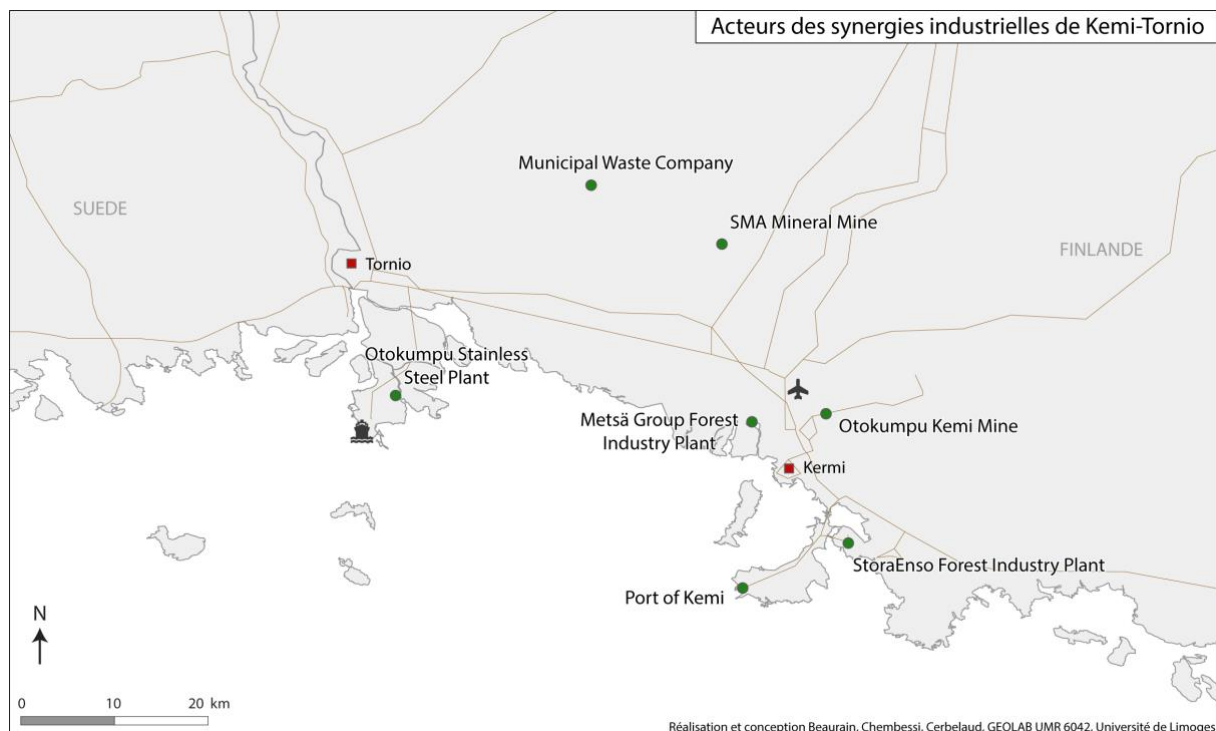 Acteurs des synergies industrielles de Kemi-Tornio
Municipal Waste Company
SUEDE
SMA Mineral Mine
FINLANDE
Tornio
Otokumpu Stainless
Steel Plant
Metsä Group Forest
Industry Plant
Otokumpu Kemi Mine
Kermi
StoraEnso Forest Industry Plant
Port of Kemi
N
0 10 20 km
Réalisation et conception Beaurain, Chembessi, Cerbelaud, GEOLAB UMR 6042, Université de Limoges